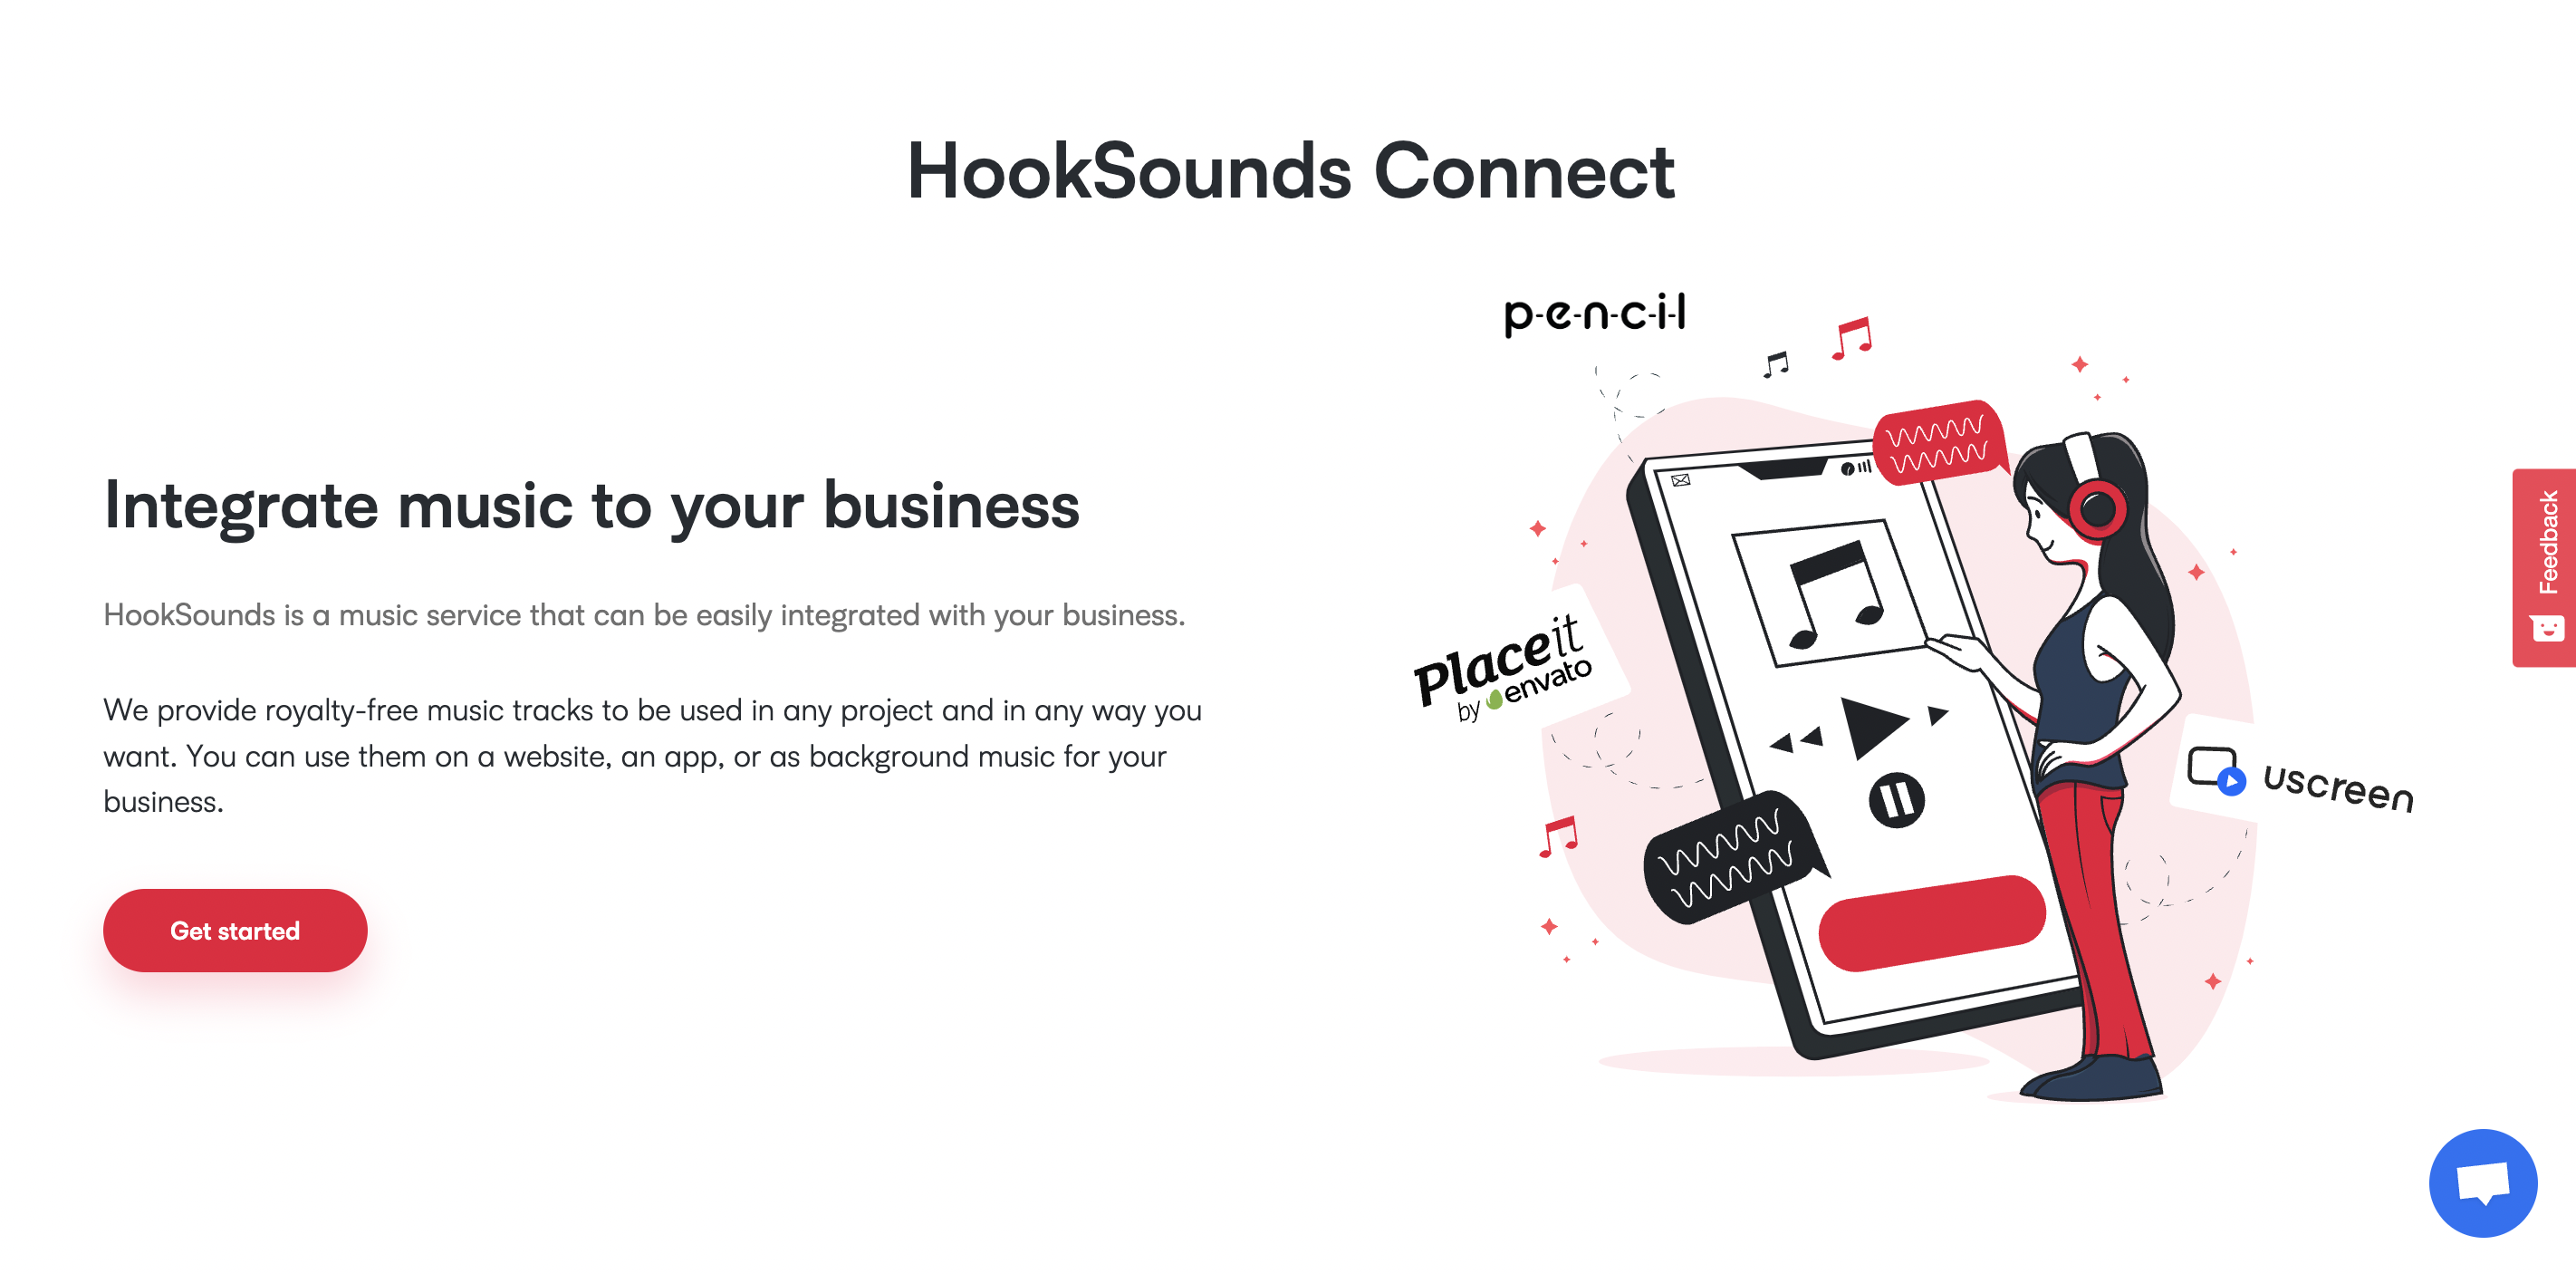 HookSounds Connect
p-e-n-c-i-l
Integrate music to your business
HookSounds is a music service that can be easily integrated with your business.
We provide royalty-free music tracks to be used in any project and in any way you
want. You can use them on a website, an app, or as background music for your
business.
Get started
Placeit
by envato
uscreen
Feedback